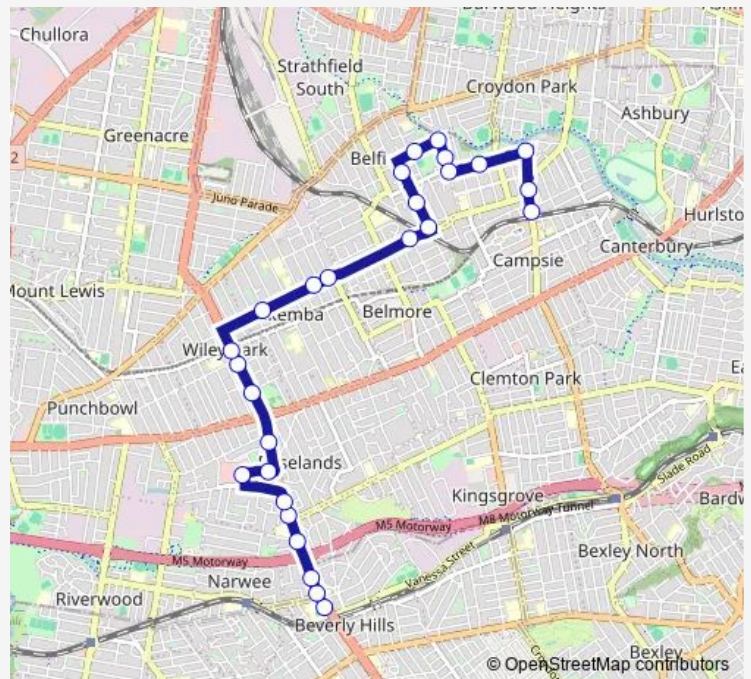 Chullora
Strathfield
South
Croydon Park
Ashbury
Greenacre
2
Belfi
Juno Parade
Hurlsto
Canterbury
Campsie
Mount Lewis
kemba
Belmore
Wiley Park
Clemton Park
Punchbowl
selands
Kingsgrove
Slade Road
Bardw
M5 Motorway
M8 Motorway Tunnel
Bexley North
M5 Motorway
Vanessa Street
Narwee
Riverwood
Beverly Hills
Bexley
© OpenStreetMap contributors